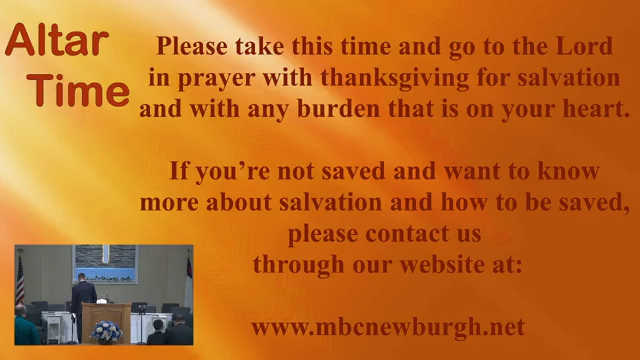 Altar
Time
Please take this time and go to the Lord
in prayer with thanksgiving for salvation
and with any burden that is on your heart.
If you're not saved and want to know
more about salvation and how to be saved,
please contact us
through our website at:
www.mbcnewburgh.net